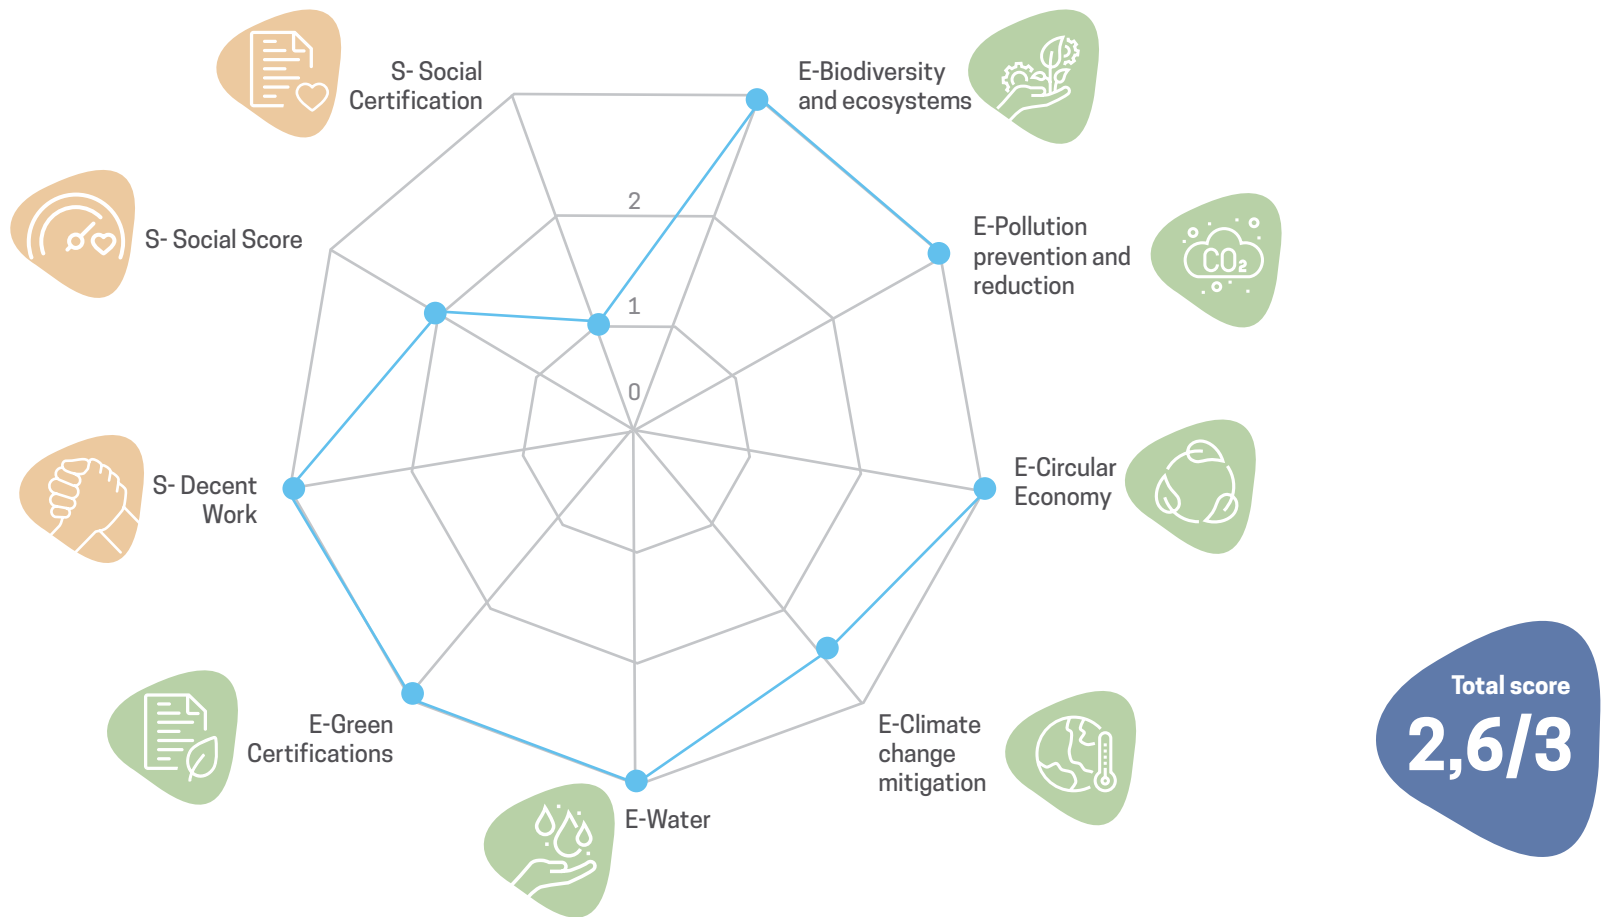 S- Social
Certification
E-Biodiversity
and ecosystems
S- Social Score
2
E-Pollution
prevention and
reduction
CO₂
1
0
S- Decent
Work
E-Circular
Economy
E-Green
Certifications
E-Climate
change
mitigation
E-Water
Total score
2,6/3